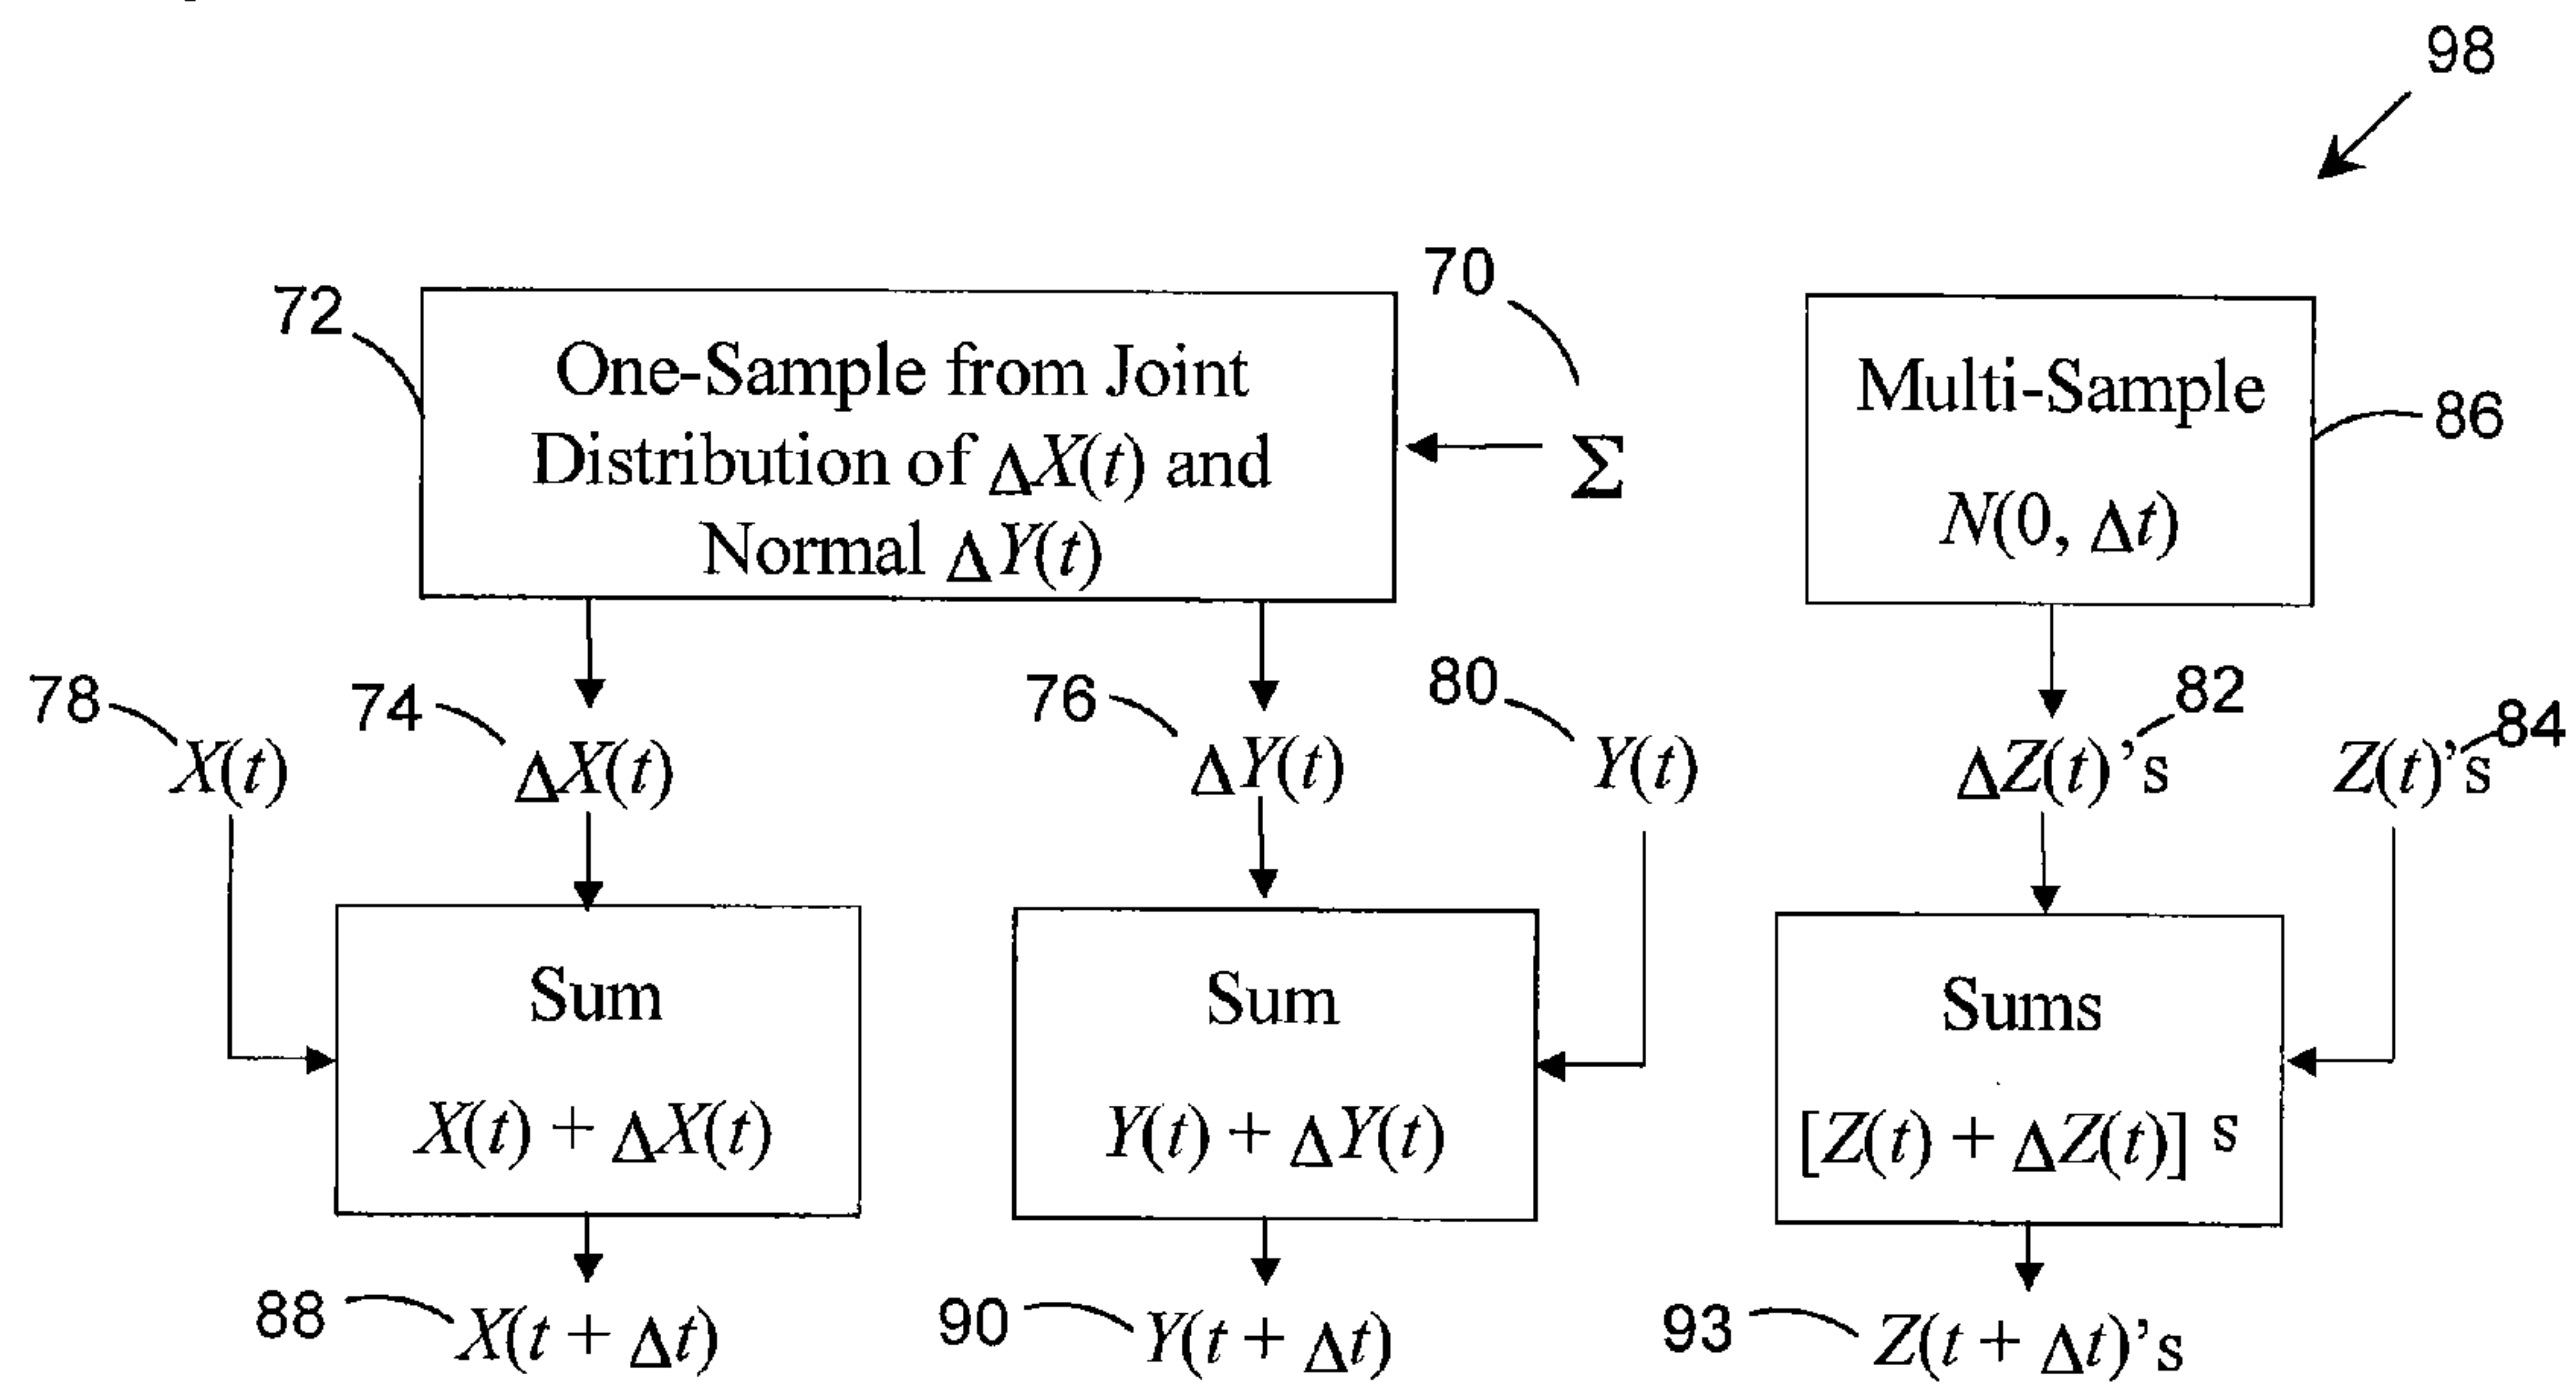 98
72
One-Sample from Joint
Distribution of ΔX(t) and
Normal ΔY(t)
70
Σ
Multi-Sample
N(0, Δt)
86
78
X(t)
74
ΔX(t)
76
ΔY(t)
80
Y(t)
82
ΔZ(t)’s
84
Z(t)’s
Sum
X(t) + ΔX(t)
Sum
Y(t) + ΔY(t)
Sums
[Z(t) + ΔZ(t)] s
88
X(t + Δt)
90
Y(t + Δt)
93
Z(t + Δt)’s